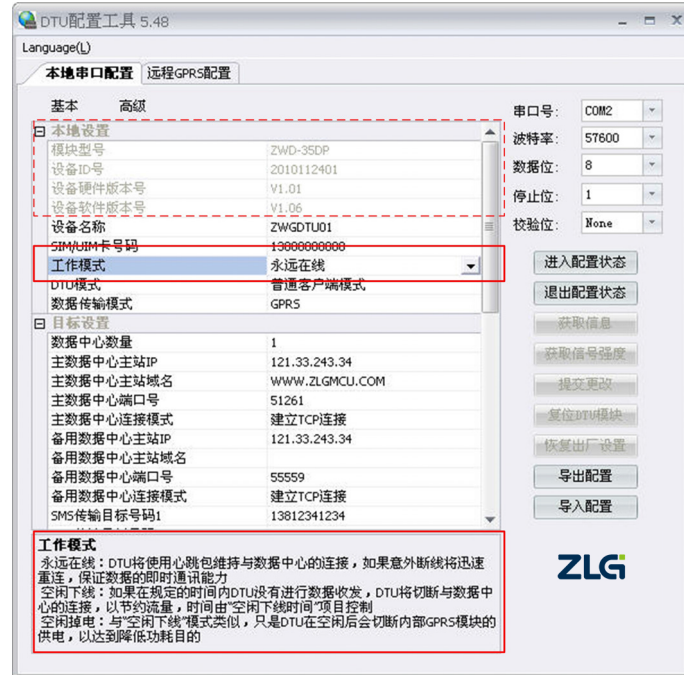 DTU配置工具 5.48
Language(L)
本地串口配置 远程GPRS配置
基本 高级
本地设置
模块型号 ZWD-35DP
设备ID号 2010112401
设备硬件版本号 V1.01
设备软件版本号 V1.06
设备名称 ZWGDTU01
SIM/UIM卡号码 13800000000
工作模式 永远在线
DTU模式 普通客户端模式
数据传输模式 GPRS
目标设置
数据中心数量 1
主数据中心主站IP 121.33.243.34
主数据中心主站域名 WWW.ZLGMCU.COM
主数据中心端口号 51261
主数据中心连接模式 建立TCP连接
备用数据中心主站IP 121.33.243.34
备用数据中心主站域名
备用数据中心端口号 55559
备用数据中心连接模式 建立TCP连接
SMS传输目标号码1 13812341234
工作模式
永远在线：DTU将使用心跳包维持与数据中心的连接，如果意外断线将迅速
重连，保证数据的即时通讯能力
空闲下线：如果在规定的时间内DTU没有进行数据收发，DTU将切断与数据中
心的连接，以节约流量，时间由"空闲下线时间"项目控制
空闲掉电：与"空闲下线"模式类似，只是DTU在空闲后会切断内部GPRS模块的
供电，以达到降低功耗目的
串口号: COM2
波特率: 57600
数据位: 8
停止位: 1
校验位: None
进入配置状态
退出配置状态
获取信息
获取信号强度
提交更改
复位DTU模块
恢复出厂设置
导出配置
导入配置
ZLG